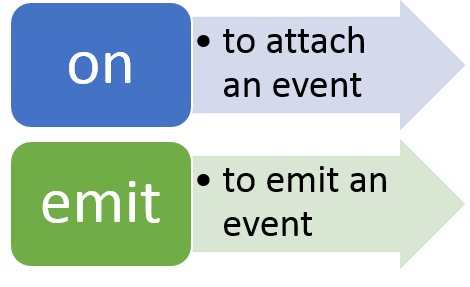 on
• to attach
an event
emit
• to emit an
event